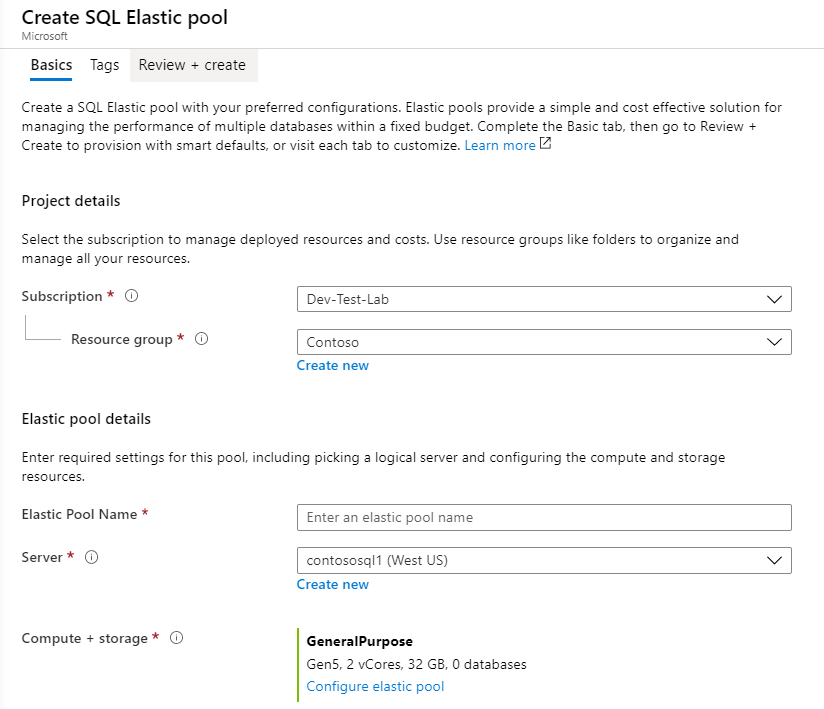 Create SQL Elastic pool
Microsoft
Basics Tags Review + create
Create a SQL Elastic pool with your preferred configurations. Elastic pools provide a simple and cost effective solution for
managing the performance of multiple databases within a fixed budget. Complete the Basic tab, then go to Review +
Create to provision with smart defaults, or visit each tab to customize. Learn more
Project details
Select the subscription to manage deployed resources and costs. Use resource groups like folders to organize and
manage all your resources.
Subscription * Dev-Test-Lab
Resource group * Contoso
Create new
Elastic pool details
Enter required settings for this pool, including picking a logical server and configuring the compute and storage
resources.
Elastic Pool Name * Enter an elastic pool name
Server * contososql1 (West US)
Create new
Compute + storage * GeneralPurpose
Gen5, 2 vCores, 32 GB, 0 databases
Configure elastic pool